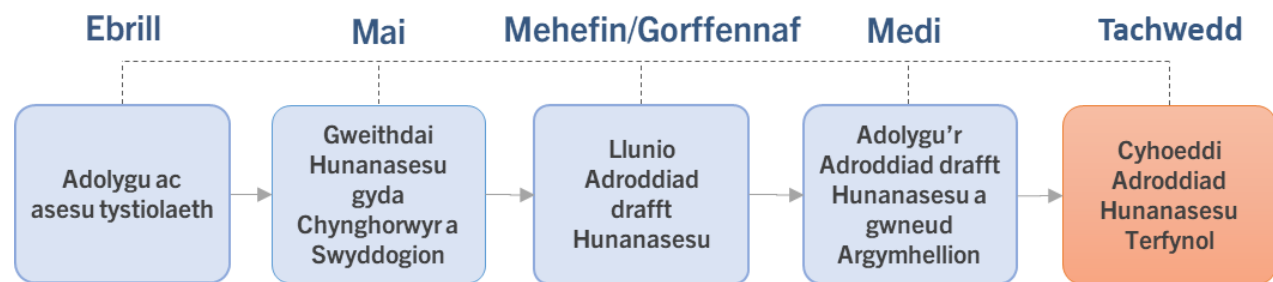 Ebrill
Mai
Mehefin/Gorffennaf
Medi
Tachwedd
Adolygu ac
asesu tystiolaeth
Gweithdai
Hunanasesu
gyda
Chynghorwyr a
Swyddogion
Llunio
Adroddiad
drafft
Hunanasesu
Adolygu’r
Adroddiad drafft
Hunanasesu a
gwneud
Argymhellion
Cyhoeddi
Adroddiad
Hunanasesu
Terfynol